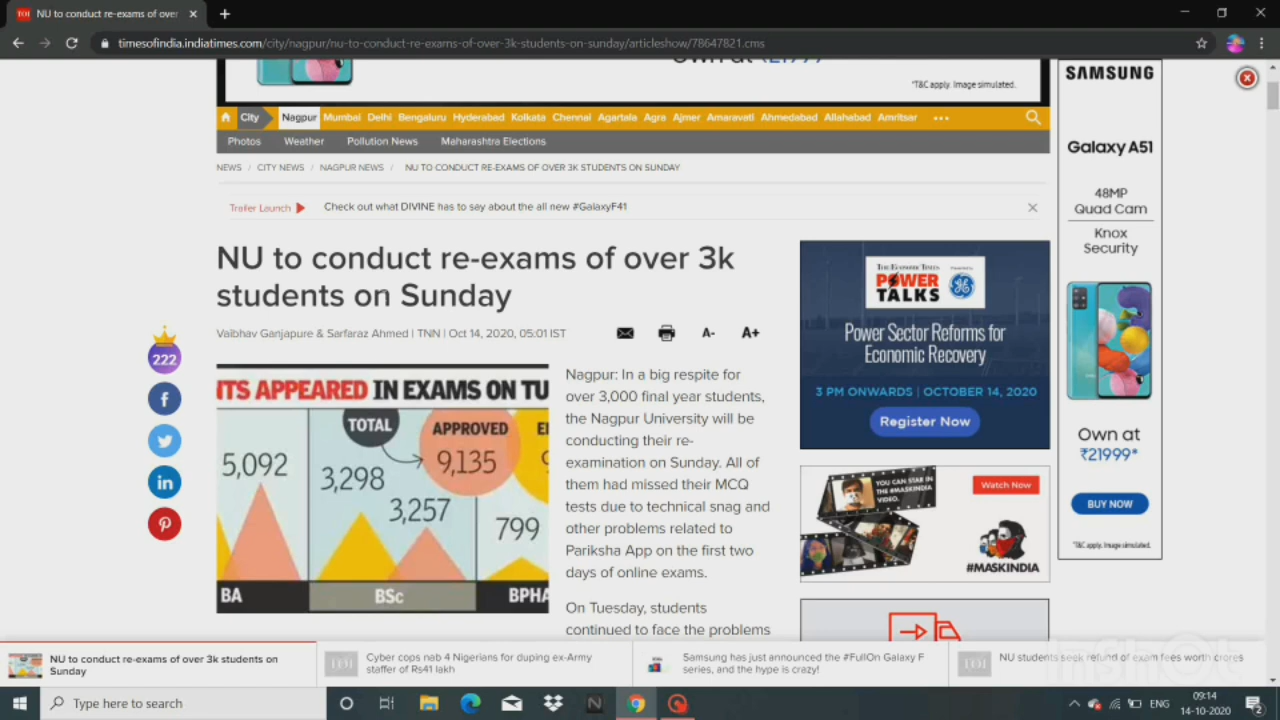 NU to conduct re-exams of over
timesofindia.indiatimes.com/city/nagpur/nu-to-conduct-re-exams-of-over-3k-students-on-sunday/articleshow/78647821.cms
*T&C apply. Image simulated.
City Nagpur Mumbai Delhi Bengaluru Hyderabad Kolkata Chennai Agartala Agra Ajmer Amaravati Ahmedabad Allahabad Amritsar
Photos Weather Pollution News Maharashtra Elections
NEWS / CITY NEWS / NAGPUR NEWS / NU TO CONDUCT RE-EXAMS OF OVER 3K STUDENTS ON SUNDAY
Trailer Launch Check out what DIVINE has to say about the all new #GalaxyF41
NU to conduct re-exams of over 3k
students on Sunday
Vaibhav Ganjapure & Sarfaraz Ahmed | TNN | Oct 14, 2020, 05:01 IST
A- A+
222
APPEARED IN EXAMS ON
TOTAL
APPROVED
5,092
3,298
9,135
3,257
799
BA
BSc
BPHA
Nagpur: In a big respite for
over 3,000 final year students,
the Nagpur University will be
conducting their re-
examination on Sunday. All of
them had missed their MCQ
tests due to technical snag and
other problems related to
Pariksha App on the first two
days of online exams.
On Tuesday, students
continued to face the problems
THE ECONOMIC TIMES
POWER
TALKS
Power Sector Reforms for
Economic Recovery
3 PM ONWARDS | OCTOBER 14, 2020
Register Now
YOU CAN STAR
IN THE
#MASKINDIA
VIDEO.
Watch Now
#MASKINDIA
SAMSUNG
Galaxy A51
48MP
Quad Cam
Knox
Security
Own at
₹21999*
BUY NOW
*T&C apply. Image simulated.
NU to conduct re-exams of over 3k students on
Sunday
TOI
Cyber cops nab 4 Nigerians for duping ex-Army
staffer of Rs41 lakh
Samsung has just announced the #FullOn Galaxy F
series, and the hype is crazy!
TOI
NU students seek refund of exam fees worth crores
InShOt
Type here to search
ENG
09:14
14-10-2020
2